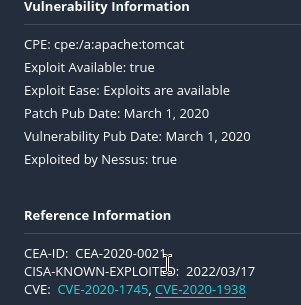 Vulnerability Information
CPE: cpe:/a:apache:tomcat
Exploit Available: true
Exploit Ease: Exploits are available
Patch Pub Date: March 1, 2020
Vulnerability Pub Date: March 1, 2020
Exploited by Nessus: true
Reference Information
CEA-ID: CEA-2020-0021
CISA-KNOWN-EXPLOITED: 2022/03/17
CVE: CVE-2020-1745, CVE-2020-1938